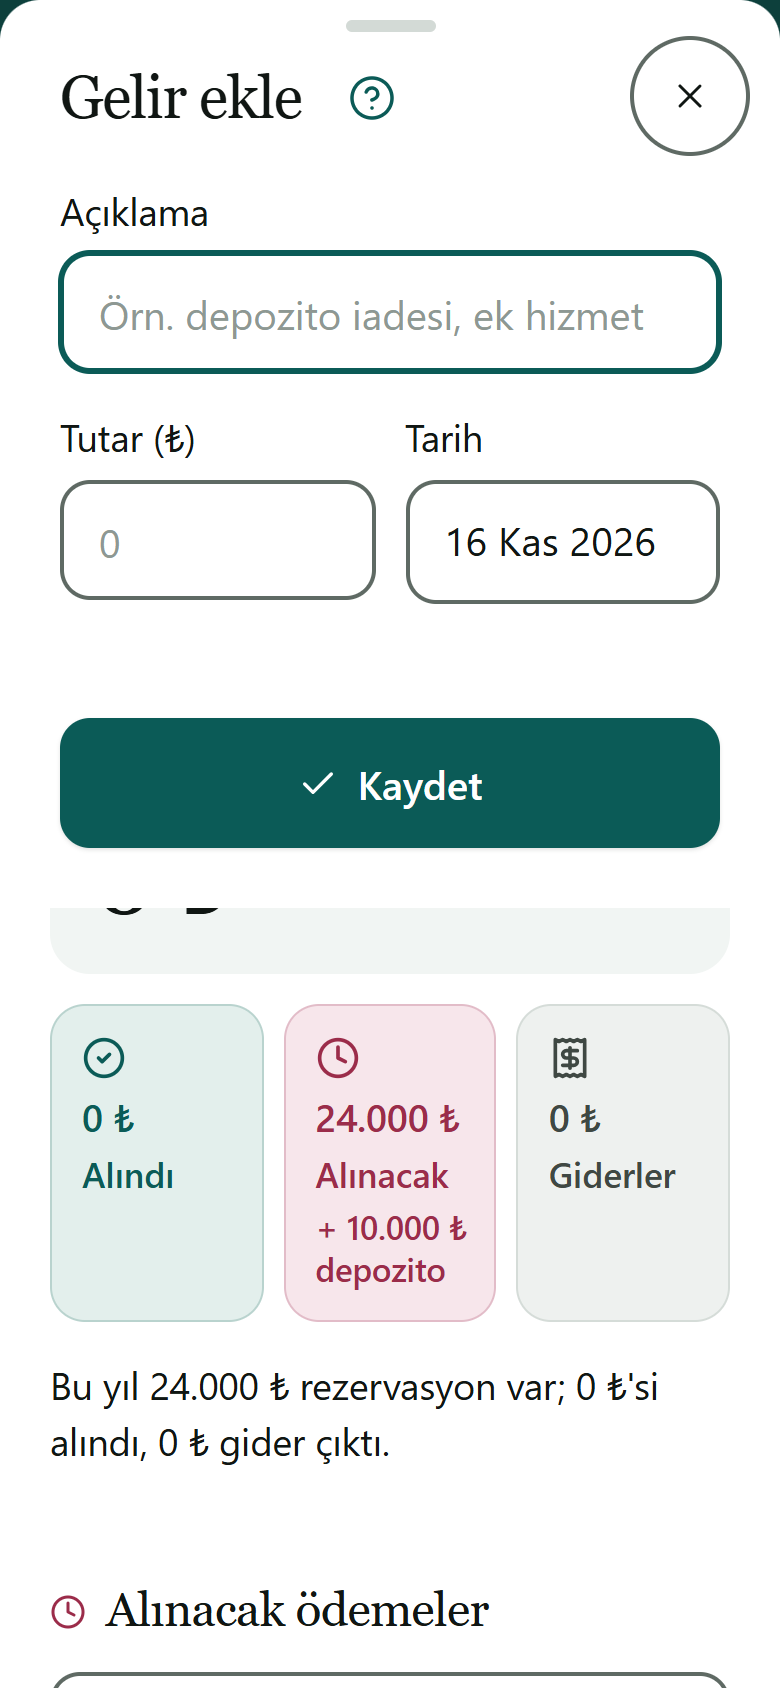 Gelir ekle
Açıklama
Örn. depozito iadesi, ek hizmet
Tutar (₺)
Tarih
0
16 Kas 2026
Kaydet
0 ₺
Alındı
24.000 ₺
Alınacak
+ 10.000 ₺
depozito
0 ₺
Giderler
Bu yıl 24.000 ₺ rezervasyon var; 0 ₺'si
alındı, 0 ₺ gider çıktı.
Alınacak ödemeler